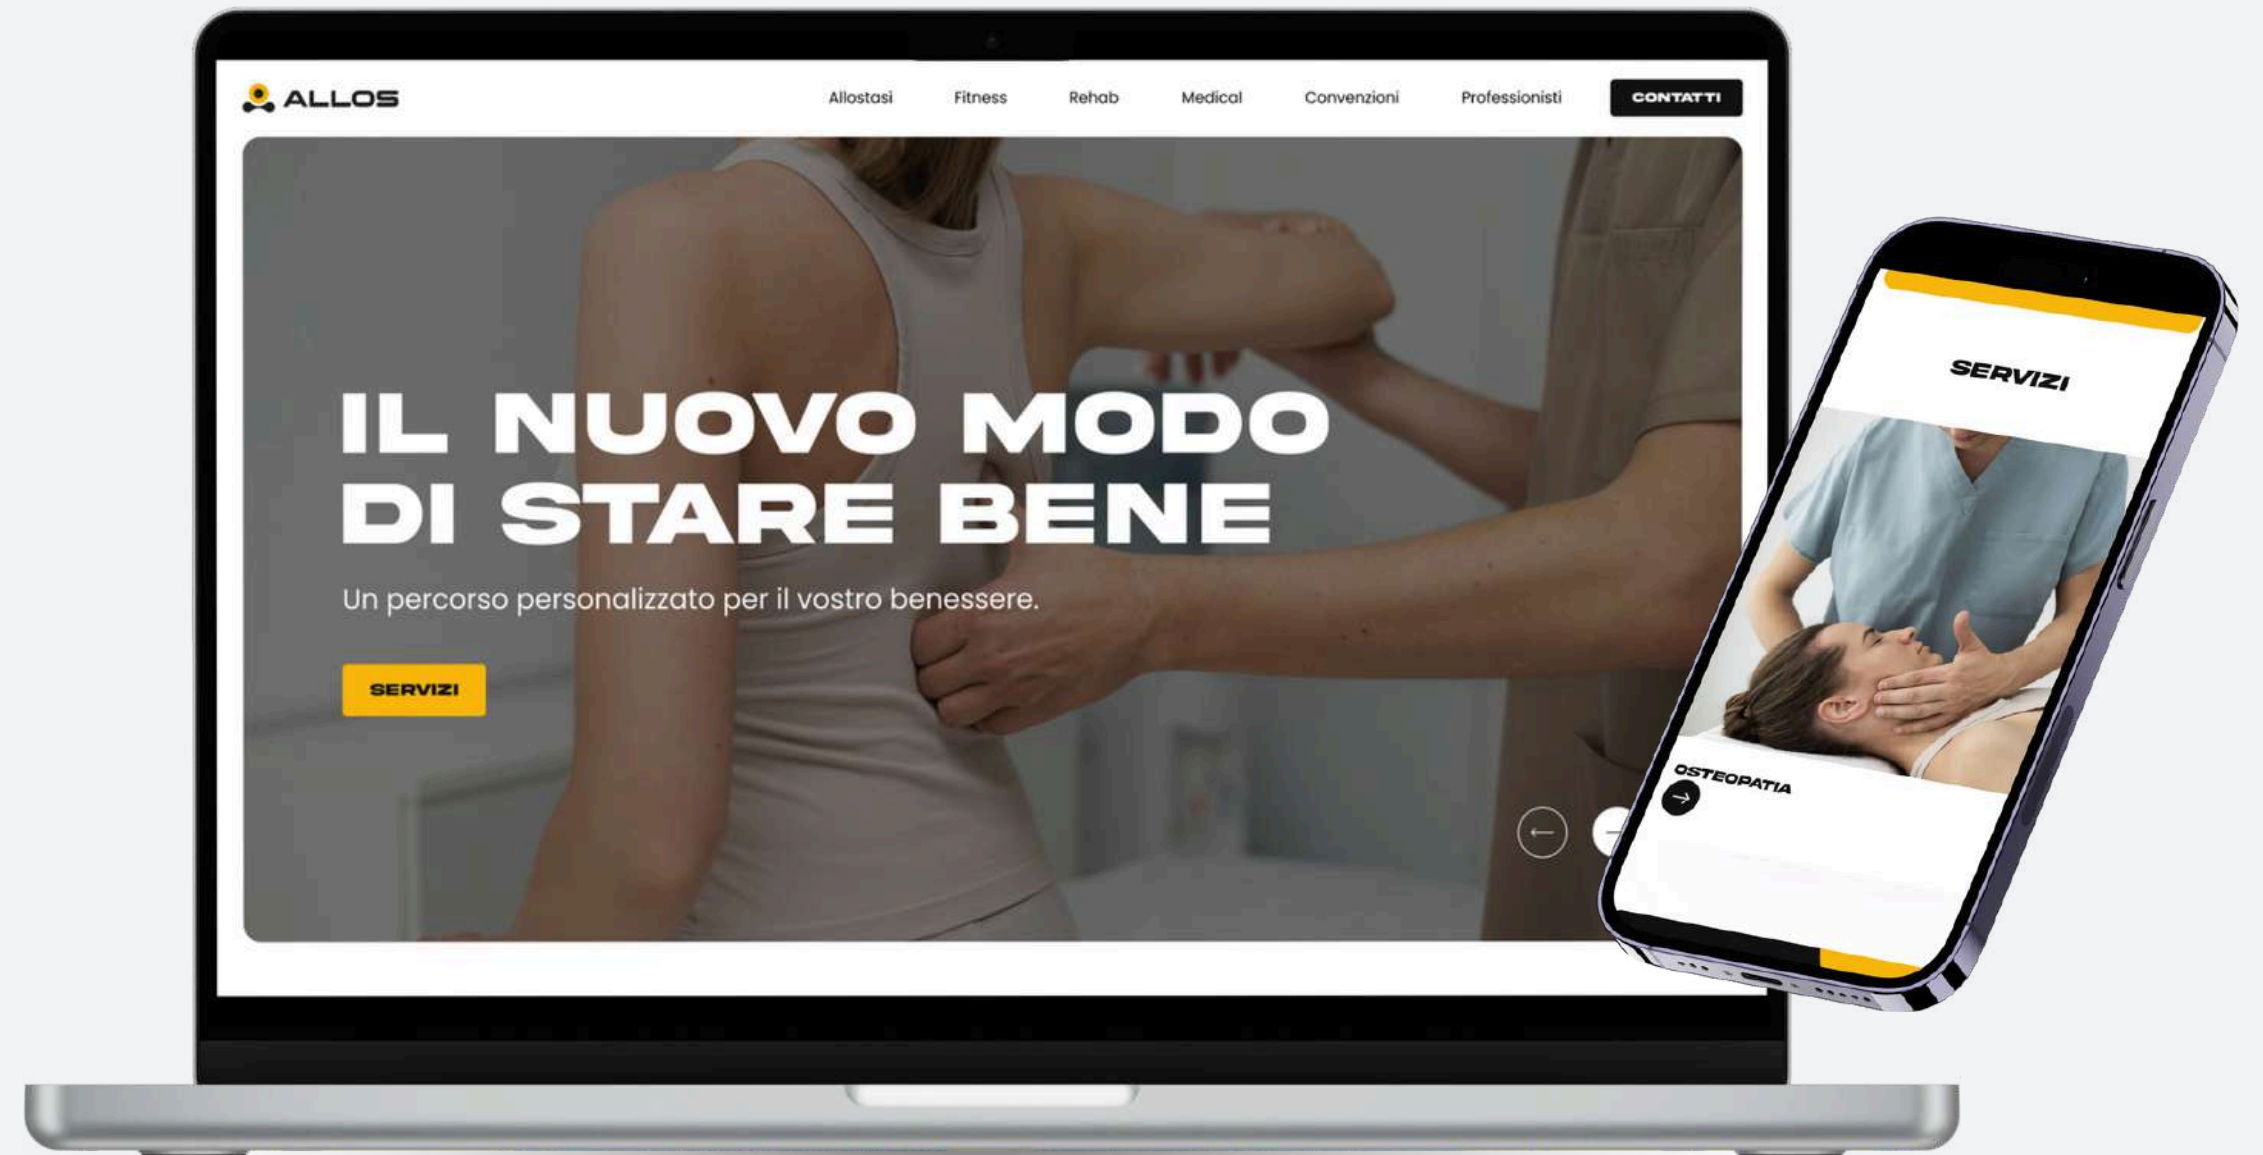 ALLOS
Allostasi
Fitness
Rehab
Medical
Convenzioni
Professionisti
CONTATTI
IL NUOVO MODO
DI STARE BENE
Un percorso personalizzato per il vostro benessere.
SERVIZI
SERVIZI
OSTEOPATIA